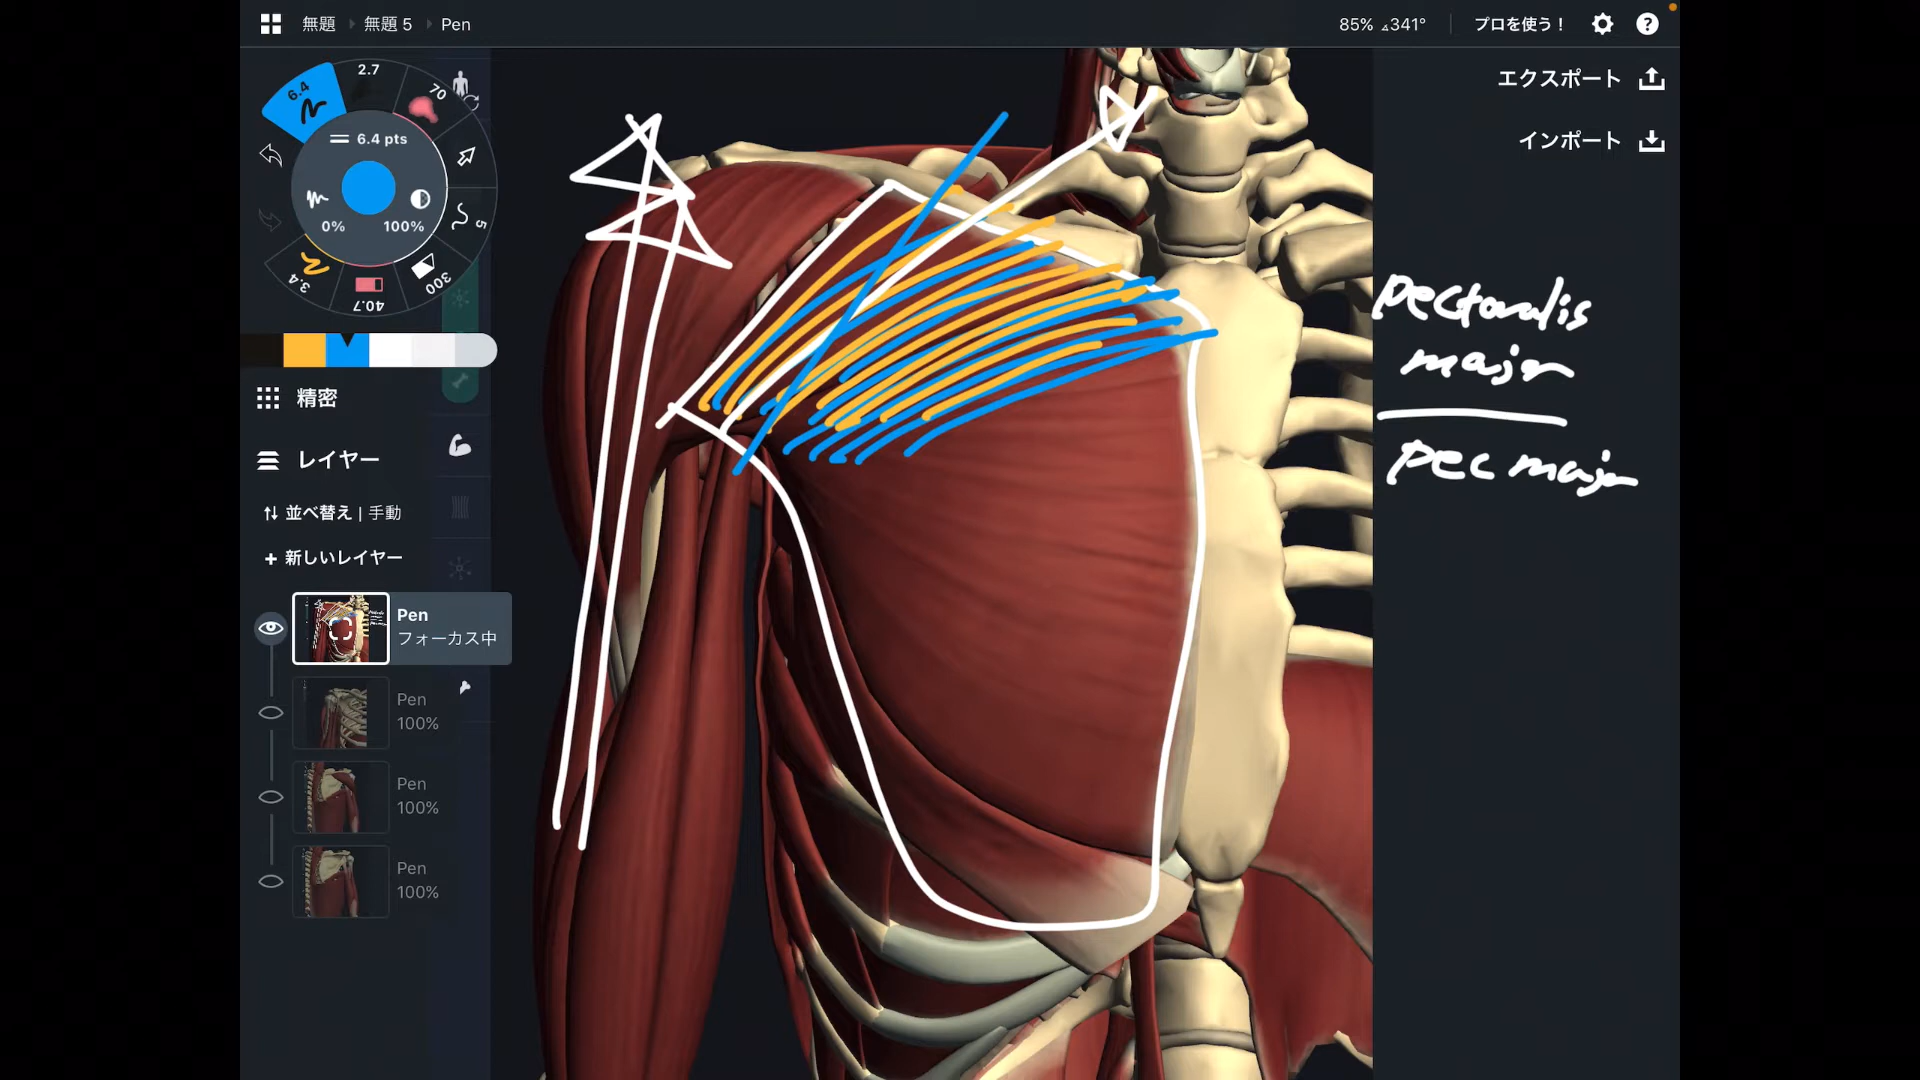 無題 無題 5 Pen
85% ⊿341° プロを使う！
エクスポート
インポート
2.7
6.4
70
6.4 pts
0% 100%
5
3.4
40.7
300
精密
レイヤー
並べ替え | 手動
+ 新しいレイヤー
Pen
フォーカス中
Pen
100%
Pen
100%
Pen
100%
pectoralis
major
pec major